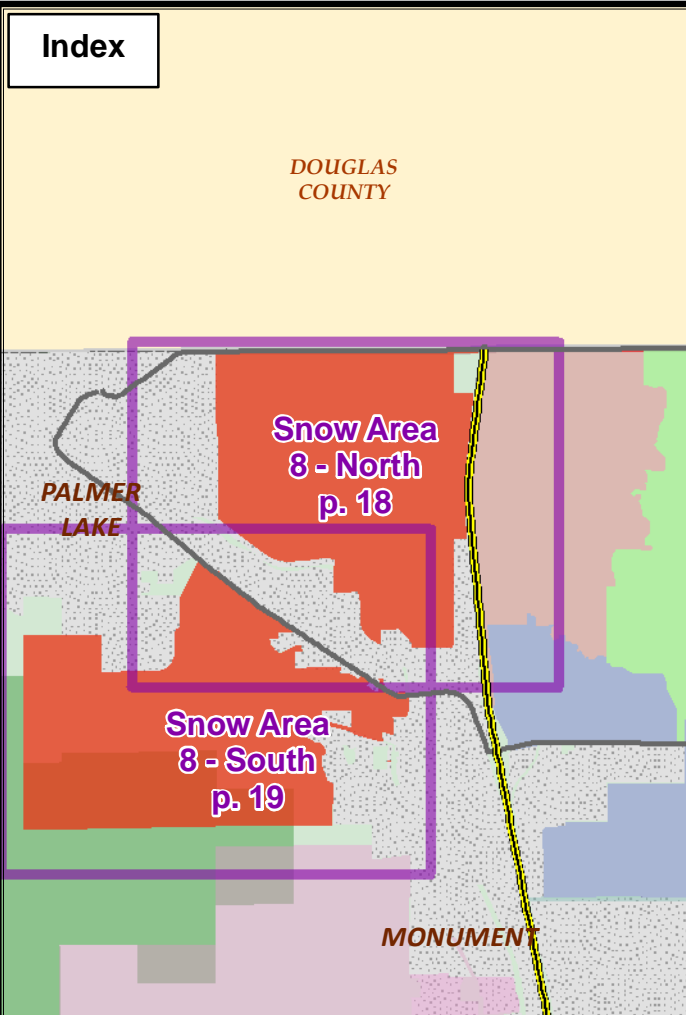 Index
DOUGLAS
COUNTY
Snow Area
8 - North
p. 18
PALMER
LAKE
Snow Area
8 - South
p. 19
MONUMENT